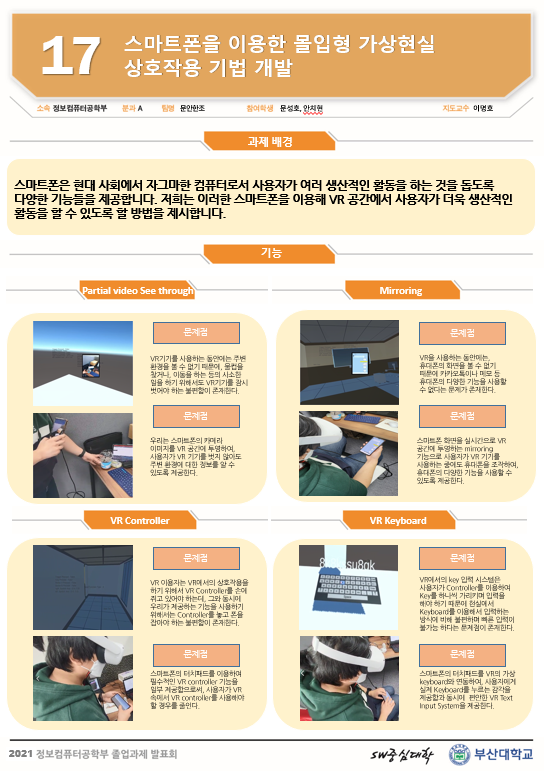 17
스마트폰을 이용한 몰입형 가상현실
상호작용 기법 개발
소속 정보컴퓨터공학부 분과 A 팀명 문안한조 참여학생 문성호, 안치현 지도교수 이명호
과제 배경
스마트폰은 현대 사회에서 자그마한 컴퓨터로서 사용자가 여러 생산적인 활동을 하는 것을 돕도록
다양한 기능들을 제공합니다. 저희는 이러한 스마트폰을 이용해 VR 공간에서 사용자가 더욱 생산적인
활동을 할 수 있도록 할 방법을 제시합니다.
기능
Partial video See through
문제점
VR기기를 사용하는 동안에는 주변
환경을 볼 수 없기 때문에, 물컵을
찾거나, 이동을 하는 등의 사소한
일을 하기 위해서도 VR기기를 잠시
벗어야 하는 불편함이 존재한다.
문제점
우리는 스마트폰의 카메라
이미지를 VR 공간에 투영하여,
사용자가 VR 기기를 벗지 않아도
주변 환경에 대한 정보를 알 수
있도록 제공한다.
Mirroring
문제점
VR을 사용하는 동안에는,
휴대폰의 화면을 볼 수 없기
때문에 카카오톡이나 메모 등
휴대폰의 다양한 기능을 사용할
수 없다는 문제가 존재한다.
문제점
스마트폰 화면을 실시간으로 VR
공간에 투영하는 mirroring
기능으로 사용자가 VR 기기를
사용하는 중에도 휴대폰을 조작하여,
휴대폰의 다양한 기능을 사용할 수
있도록 제공한다.
VR Controller
문제점
VR 이용자는 VR에서의 상호작용을
하기 위해서 VR Controller를 손에
쥐고 있어야 하는데, 그와 동시에
우리가 제공하는 기능을 사용하기
위해서는 Controller를 놓고 폰을
잡아야 하는 불편함이 존재한다.
문제점
스마트폰의 터치패드를 이용하여
필수적인 VR controller 기능을
일부 제공함으로써, 사용자가 VR
속에서 VR controller를 사용해야
할 경우를 줄인다.
VR Keyboard
문제점
VR에서의 key 입력 시스템은
사용자가 Controller를 이용하여
Key를 하나씩 가리키며 입력을
해야 하기 때문에 현실에서
Keyboard를 이용해서 입력하는
방식에 비해 불편하며 빠른 입력이
불가능 하다는 문제점이 존재한다.
문제점
스마트폰의 터치패드를 VR의 가상
keyboard와 연동하여, 사용자에게
실제 Keyboard를 누르는 감각을
제공함과 동시에 편안한 VR Text
Input System을 제공한다.
2021 정보컴퓨터공학부 졸업과제 발표회
SW중심대학
부산대학교